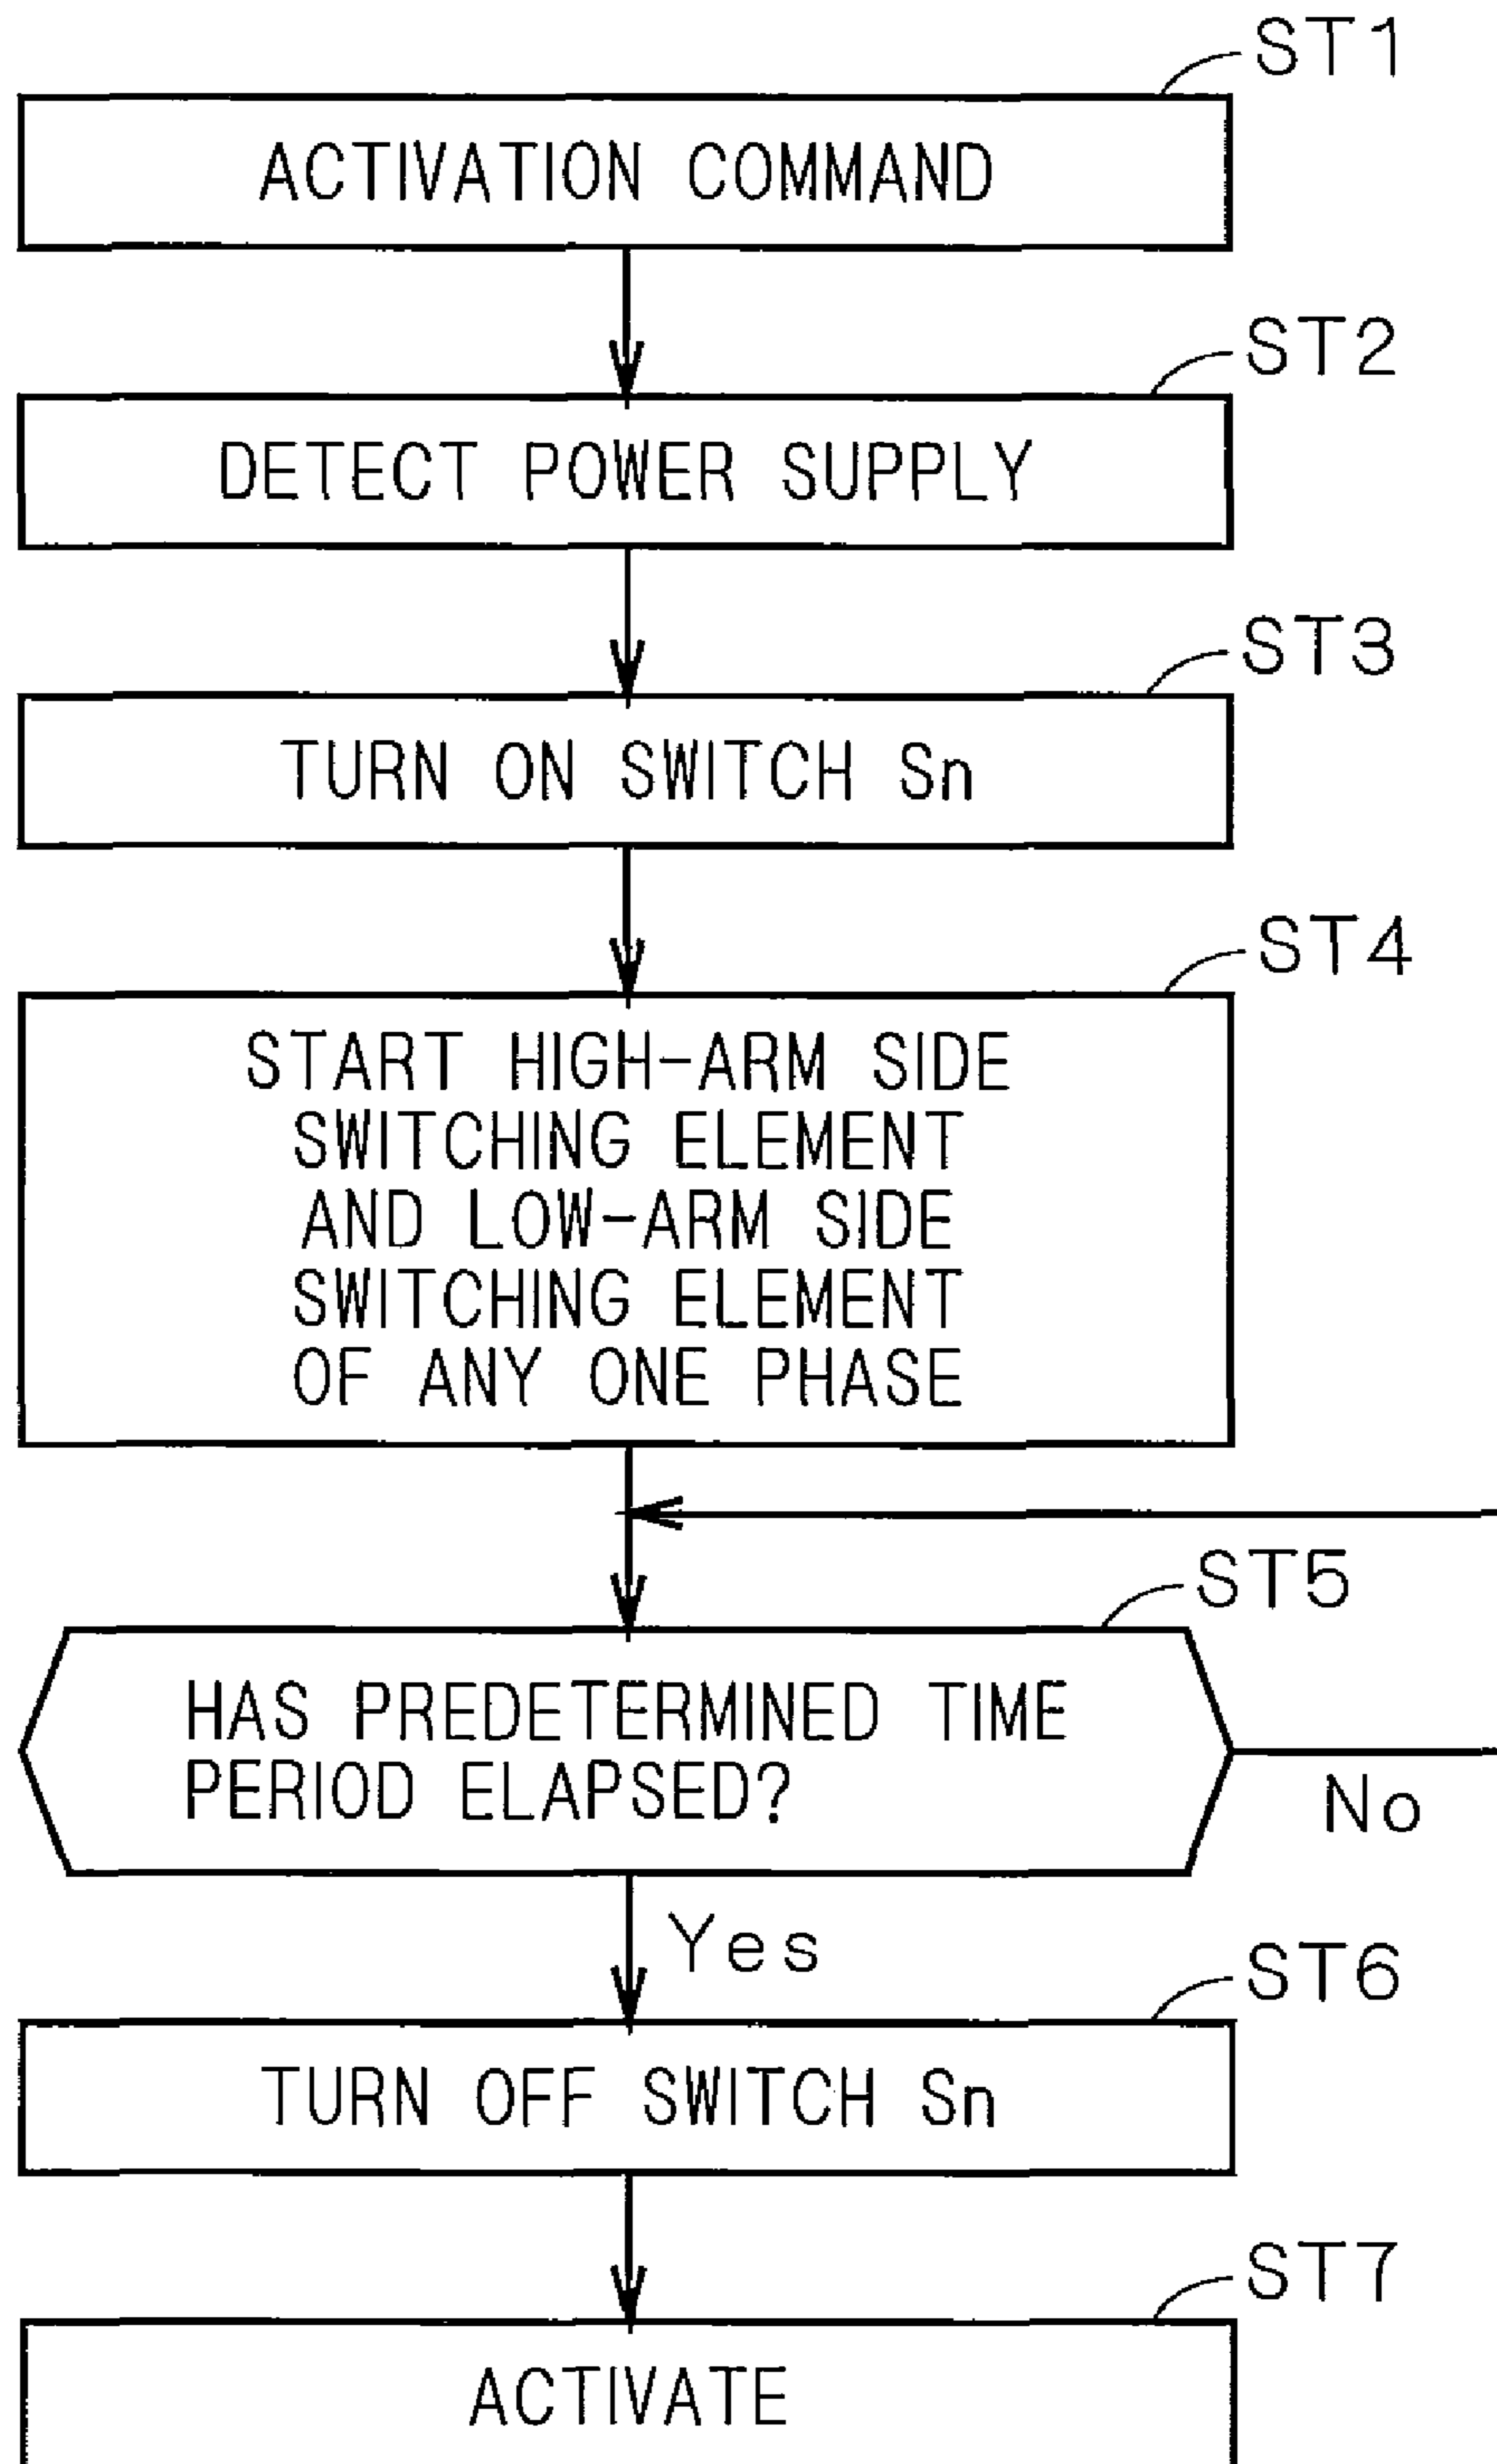 ST1
ACTIVATION COMMAND
ST2
DETECT POWER SUPPLY
ST3
TURN ON SWITCH Sn
ST4
START HIGH-ARM SIDE
SWITCHING ELEMENT
AND LOW-ARM SIDE
SWITCHING ELEMENT
OF ANY ONE PHASE
ST5
HAS PREDETERMINED TIME
PERIOD ELAPSED?
No
Yes
ST6
TURN OFF SWITCH Sn
ST7
ACTIVATE